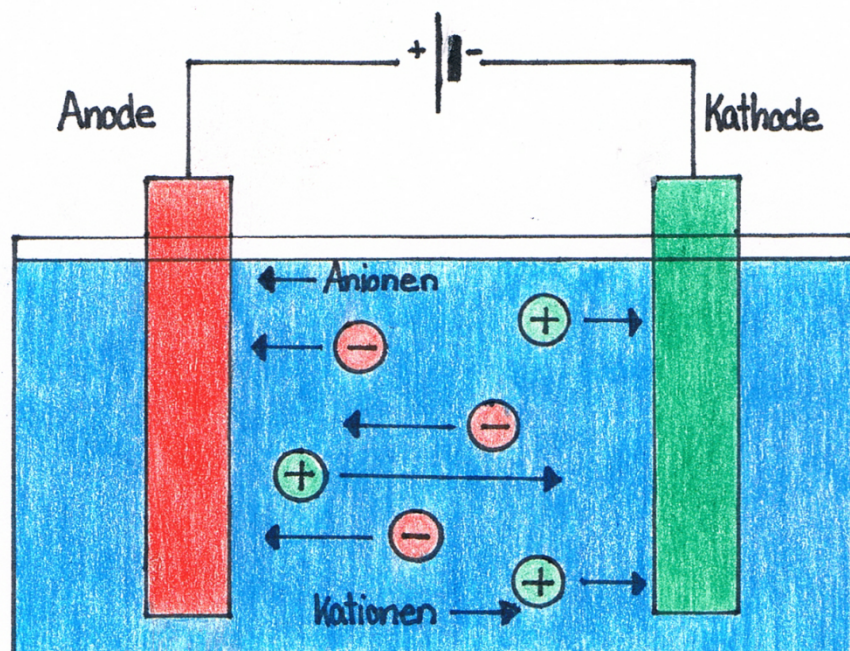 + -
Anode
Kathode
Anionen
+
-
-
+
-
+
Kationen